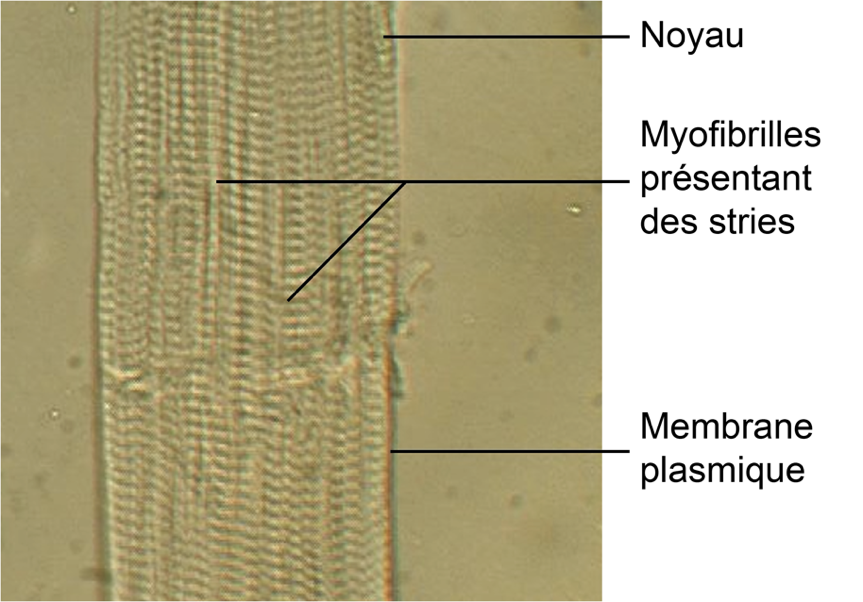 Noyau
Myofibrilles
présentant
des stries
Membrane
plasmique